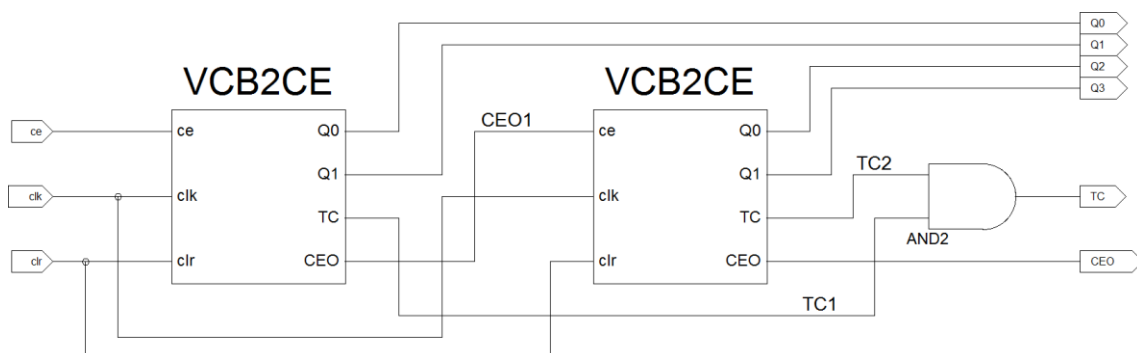 Q0
Q1
Q2
Q3
VCB2CE
VCB2CE
ce
ce
Q0
CEO1
ce
Q0
Q1
Q1
TC2
clk
clk
clk
TC
TC
TC
AND2
clr
clr
CEO
clr
CEO
CEO
TC1